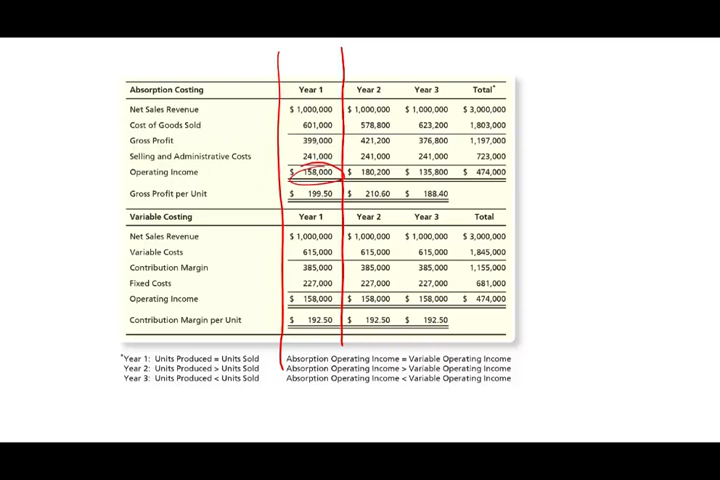 Absorption Costing Year 1 Year 2 Year 3 Total*
Net Sales Revenue $ 1,000,000 $ 1,000,000 $ 1,000,000 $ 3,000,000
Cost of Goods Sold 601,000 578,800 623,200 1,803,000
Gross Profit 399,000 421,200 376,800 1,197,000
Selling and Administrative Costs 241,000 241,000 241,000 723,000
Operating Income $ 158,000 $ 180,200 $ 135,800 $ 474,000
Gross Profit per Unit $ 199.50 $ 210.60 $ 188.40
Variable Costing Year 1 Year 2 Year 3 Total
Net Sales Revenue $ 1,000,000 $ 1,000,000 $ 1,000,000 $ 3,000,000
Variable Costs 615,000 615,000 615,000 1,845,000
Contribution Margin 385,000 385,000 385,000 1,155,000
Fixed Costs 227,000 227,000 227,000 681,000
Operating Income $ 158,000 $ 158,000 $ 158,000 $ 474,000
Contribution Margin per Unit $ 192.50 $ 192.50 $ 192.50
*Year 1: Units Produced = Units Sold Absorption Operating Income = Variable Operating Income
Year 2: Units Produced > Units Sold Absorption Operating Income > Variable Operating Income
Year 3: Units Produced < Units Sold Absorption Operating Income < Variable Operating Income